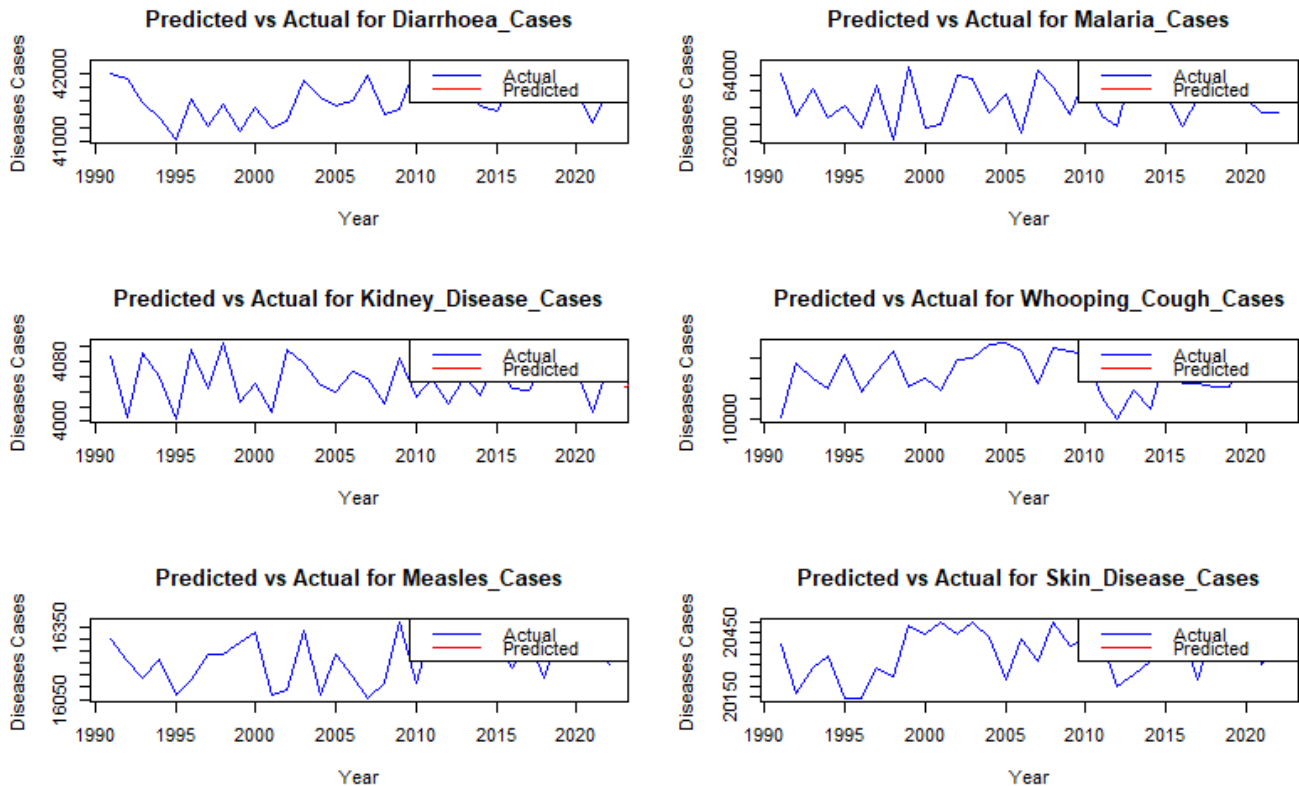 Predicted vs Actual for Diarrhoea_Cases
Diseases Cases
42000
41000
Actual
Predicted
1990 1995 2000 2005 2010 2015 2020
Year
Predicted vs Actual for Malaria_Cases
Diseases Cases
64000
62000
Actual
Predicted
1990 1995 2000 2005 2010 2015 2020
Year
Predicted vs Actual for Kidney_Disease_Cases
Diseases Cases
4080
4000
Actual
Predicted
1990 1995 2000 2005 2010 2015 2020
Year
Predicted vs Actual for Whooping_Cough_Cases
Diseases Cases
10000
Actual
Predicted
1990 1995 2000 2005 2010 2015 2020
Year
Predicted vs Actual for Measles_Cases
Diseases Cases
16350
16050
Actual
Predicted
1990 1995 2000 2005 2010 2015 2020
Year
Predicted vs Actual for Skin_Disease_Cases
Diseases Cases
20450
20150
Actual
Predicted
1990 1995 2000 2005 2010 2015 2020
Year